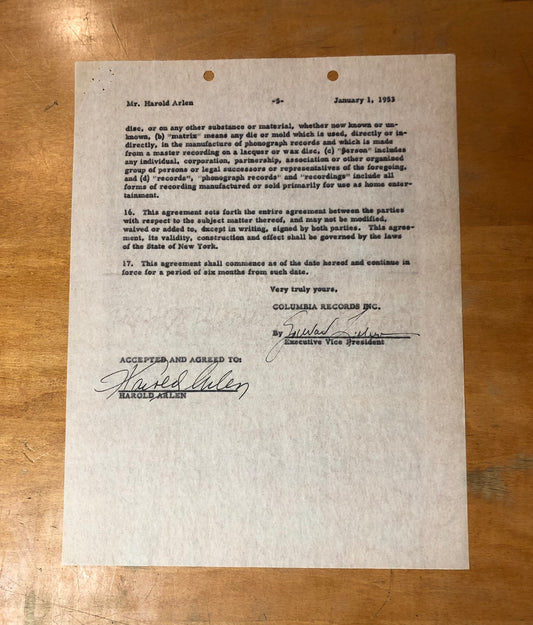 Mr. Harold Arlen -5- January 1, 1953
disc, or on any other substance or material, whether now known or un-
known, (b) "matrix" means any die or mold which is used, directly or in-
directly, in the manufacture of phonograph records and which is made
from a master recording on a lacquer or wax disc, (c) "person" includes
any individual, corporation, partnership, association or other organized
group of persons or legal successors or representatives of the foregoing,
and (d) "records", "phonograph records" and "recordings" include all
forms of recording manufactured or sold primarily for use as home enter-
tainment.
16. This agreement sets forth the entire agreement between the parties
with respect to the subject matter thereof, and may not be modified,
waived or added to, except in writing, signed by both parties. This agree-
ment, its validity, construction and effect shall be governed by the laws
of the State of New York.
17. This agreement shall commence as of the date hereof and continue in
force for a period of six months from such date.
Very truly yours,
COLUMBIA RECORDS INC.
By
Executive Vice President
ACCEPTED AND AGREED TO:
Harold Arlen
HAROLD ARLEN